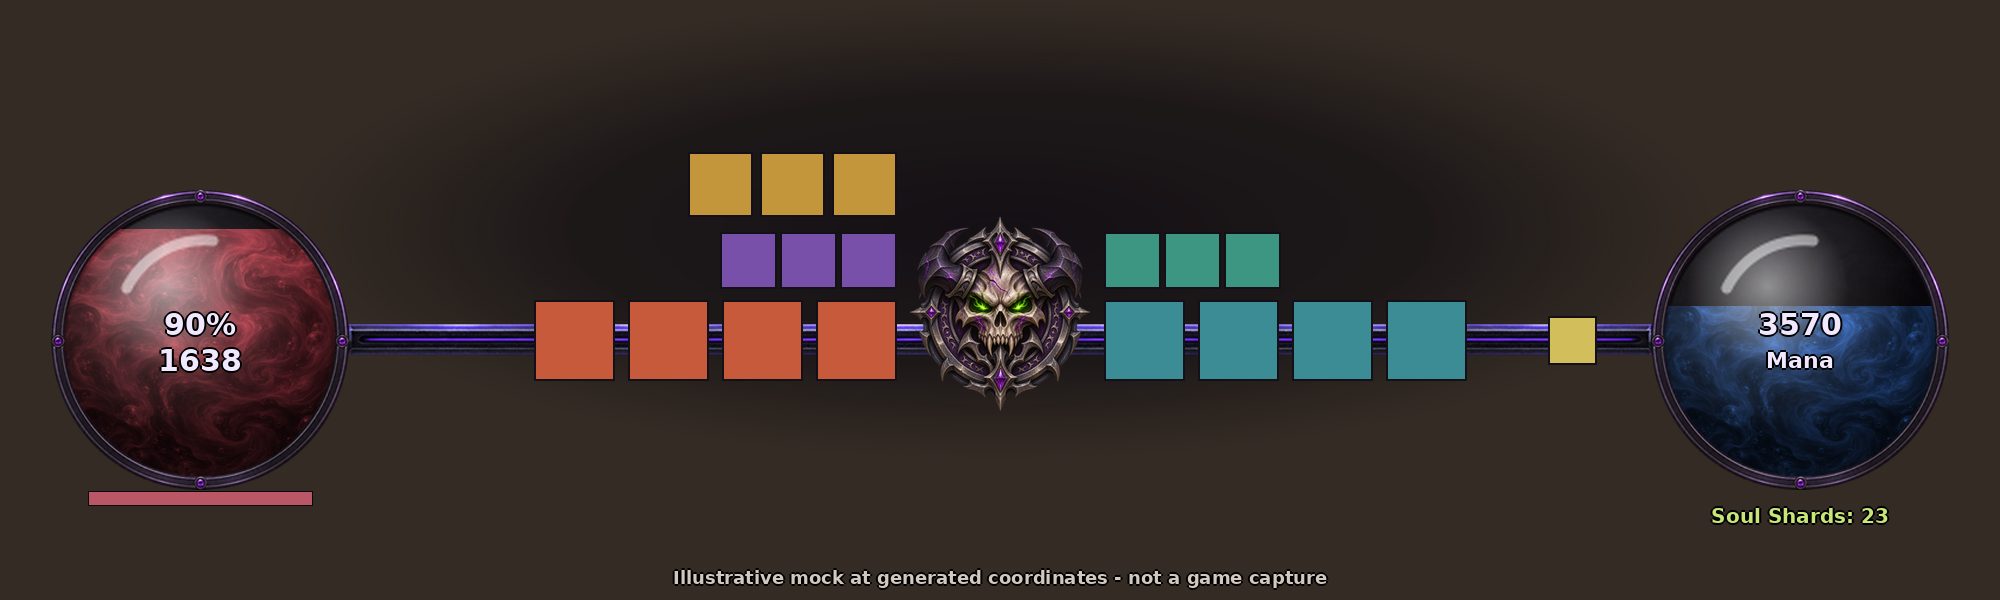 90%
1638
3570
Mana
Soul Shards: 23
Illustrative mock at generated coordinates - not a game capture